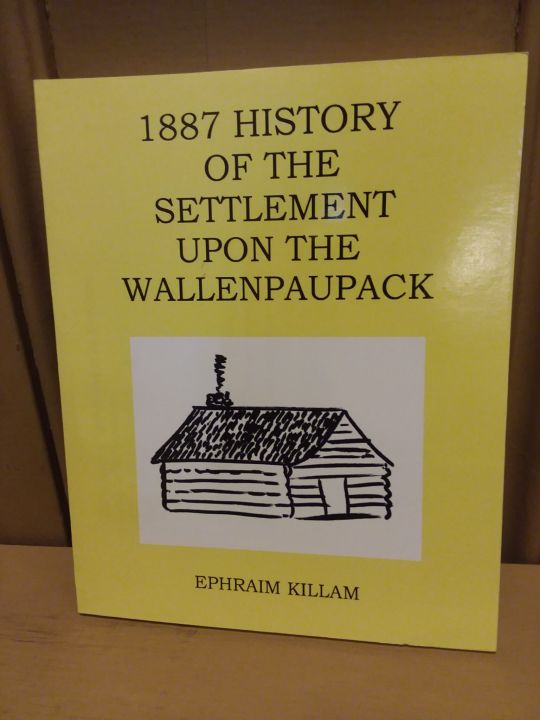 1887 HISTORY
OF THE
SETTLEMENT
UPON THE
WALLENPAUPACK
EPHRAIM KILLAM